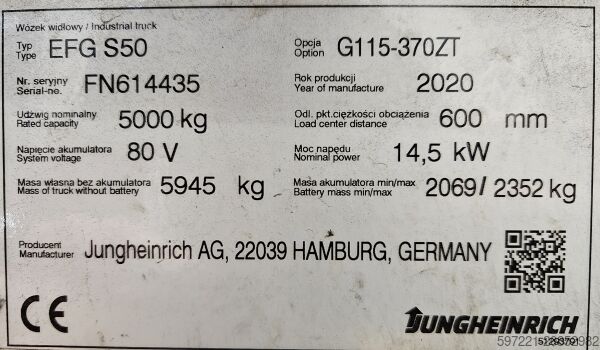 Wózek widłowy / Industrial truck
Typ
Type EFG S50
Opcja
Option G115-370ZT
Nr. seryjny
Serial-no. FN614435
Rok produkcji
Year of manufacture 2020
Udźwig nominalny
Rated capacity 5000 kg
Odl. pkt.ciężkości obciążenia
Load center distance 600 mm
Napięcie akumulatora
System voltage 80 V
Moc napędu
Nominal power 14,5 kW
Masa własna bez akumulatora
Mass of truck without battery 5945 kg
Masa akumulatora min/max
Battery mass min/max 2069/ 2352 kg
Producent
Manufacturer Jungheinrich AG, 22039 HAMBURG, GERMANY
CE
JUNGHEINRICH